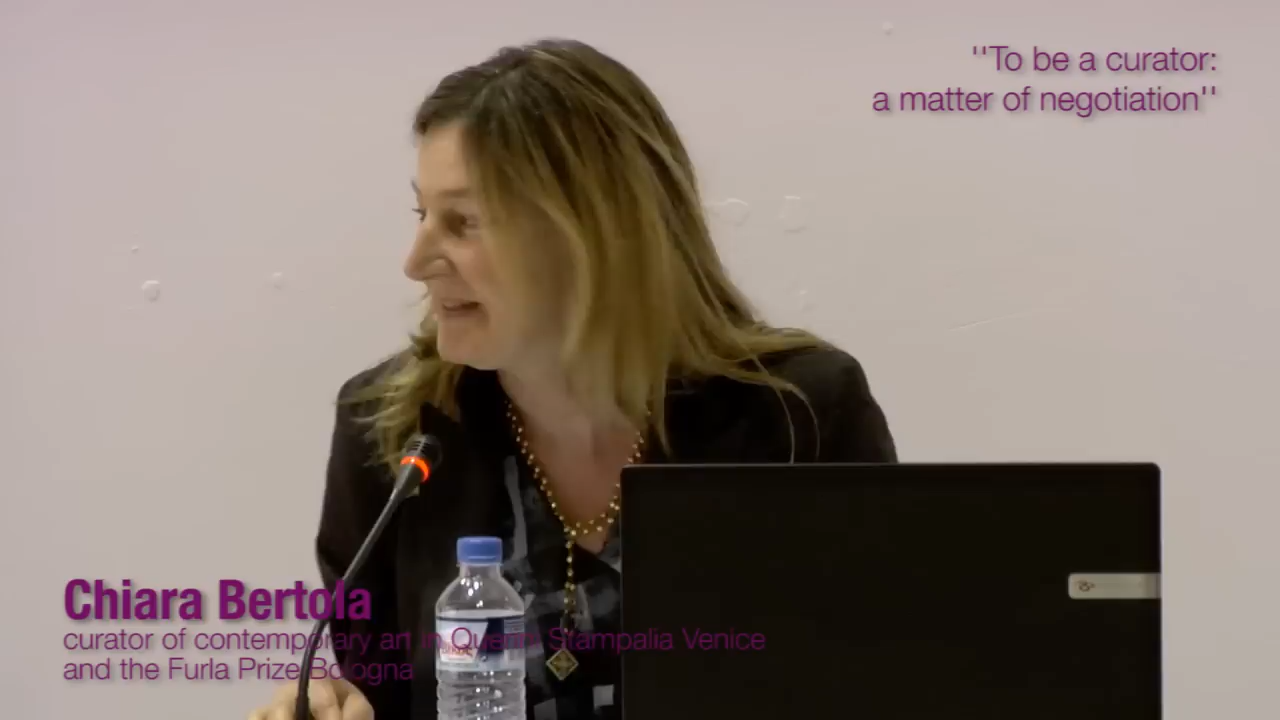 ''To be a curator:
a matter of negotiation''
Chiara Bertola
curator of contemporary art in Querini Stampalia Venice
and the Furla Prize Bologna